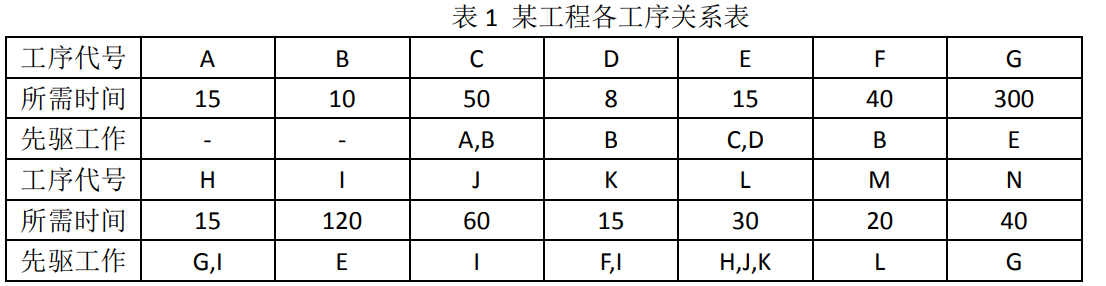 表 1 某工程各工序关系表
工序代号 A B C D E F G
所需时间 15 10 50 8 15 40 300
先驱工作 - - A,B B C,D B E
工序代号 H I J K L M N
所需时间 15 120 60 15 30 20 40
先驱工作 G,I E I F,I H,J,K L G